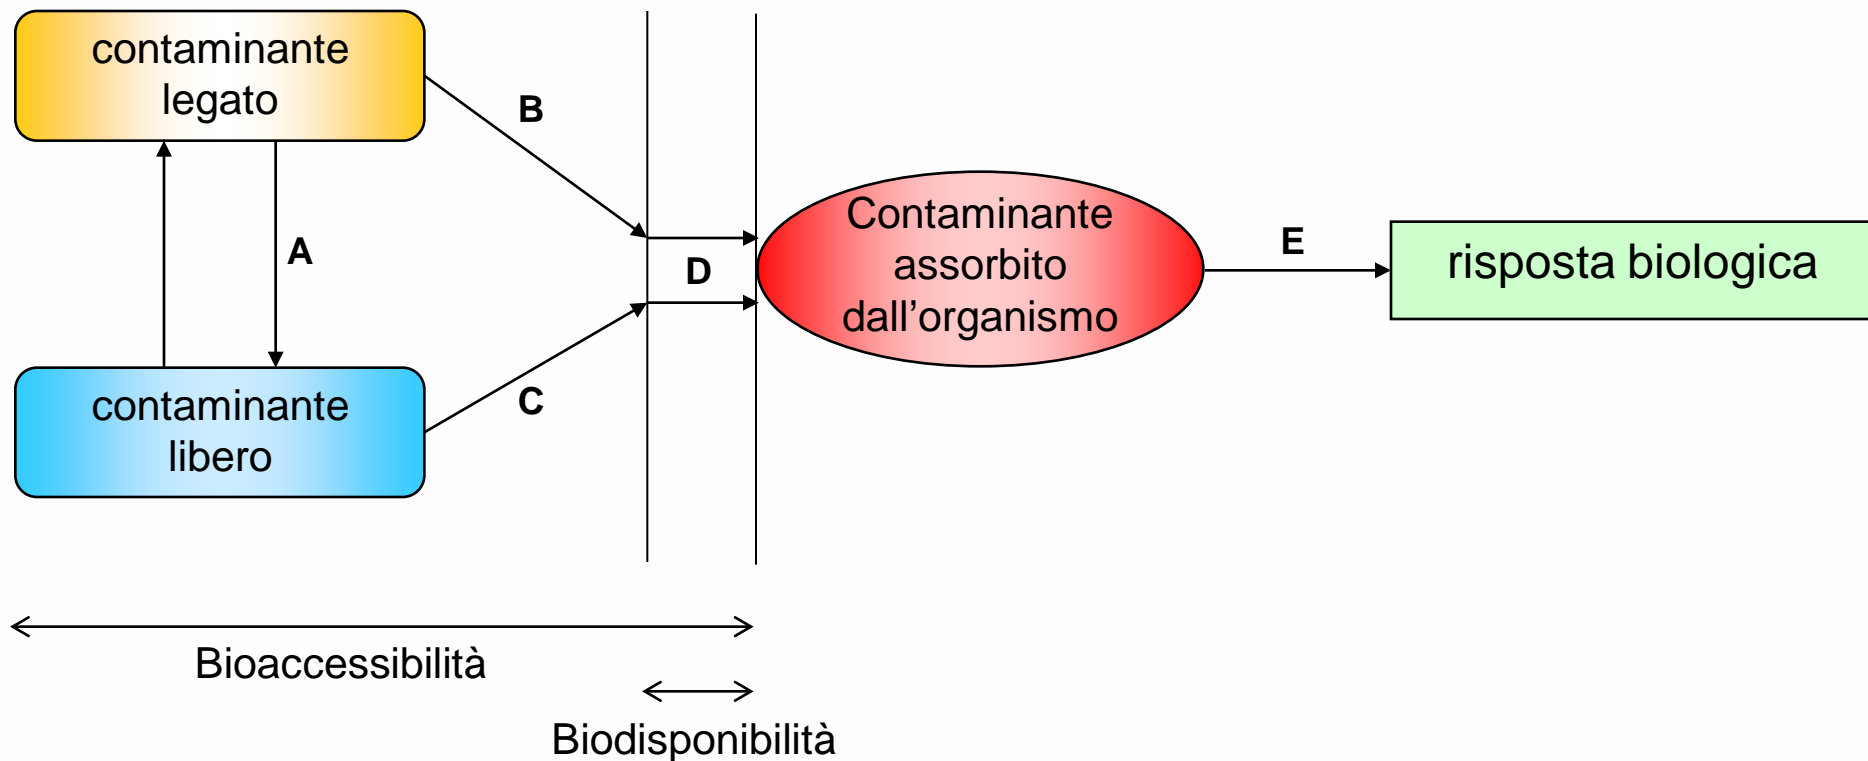 contaminante
legato
B
A
contaminante
libero
C
D
Contaminante
assorbito
dall'organismo
E
risposta biologica
Bioaccessibilità
Biodisponibilità